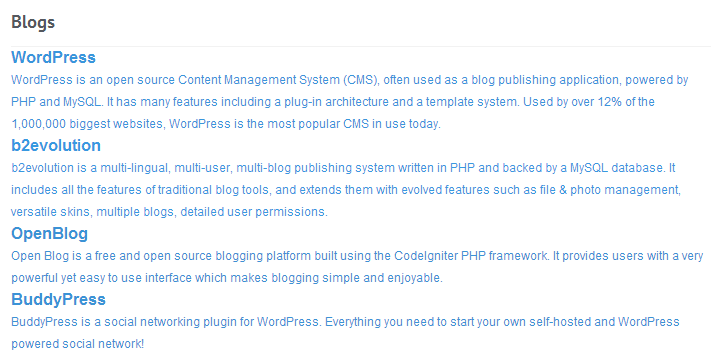 Blogs
WordPress
WordPress is an open source Content Management System (CMS), often used as a blog publishing application, powered by
PHP and MySQL. It has many features including a plug-in architecture and a template system. Used by over 12% of the
1,000,000 biggest websites, WordPress is the most popular CMS in use today.
b2evolution
b2evolution is a multi-lingual, multi-user, multi-blog publishing system written in PHP and backed by a MySQL database. It
includes all the features of traditional blog tools, and extends them with evolved features such as file & photo management,
versatile skins, multiple blogs, detailed user permissions.
OpenBlog
Open Blog is a free and open source blogging platform built using the CodeIgniter PHP framework. It provides users with a very
powerful yet easy to use interface which makes blogging simple and enjoyable.
BuddyPress
BuddyPress is a social networking plugin for WordPress. Everything you need to start your own self-hosted and WordPress
powered social network!